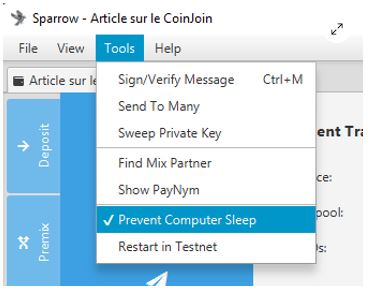 Sparrow - Article sur le CoinJoin
File View Tools Help
Article sur le
Sign/Verify Message Ctrl+M
Send To Many
Sweep Private Key
Find Mix Partner
Show PayNym
✓ Prevent Computer Sleep
Restart in Testnet
Deposit
Premix
ent Tra
ce:
pool:
0s: